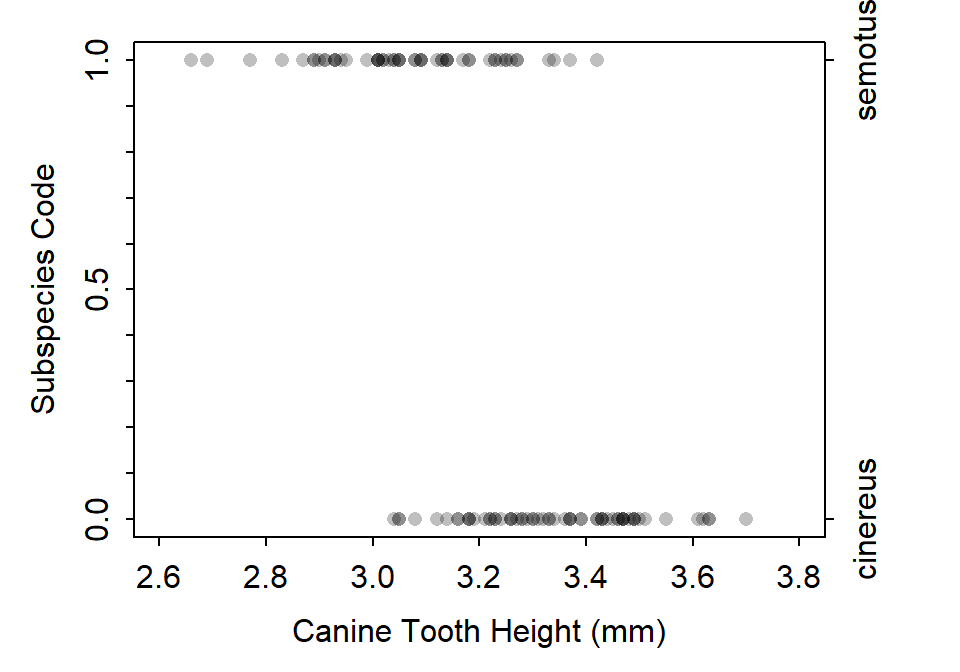 Subspecies Code
1.0
0.5
0.0
semotus
cinereus
2.6 2.8 3.0 3.2 3.4 3.6 3.8
Canine Tooth Height (mm)